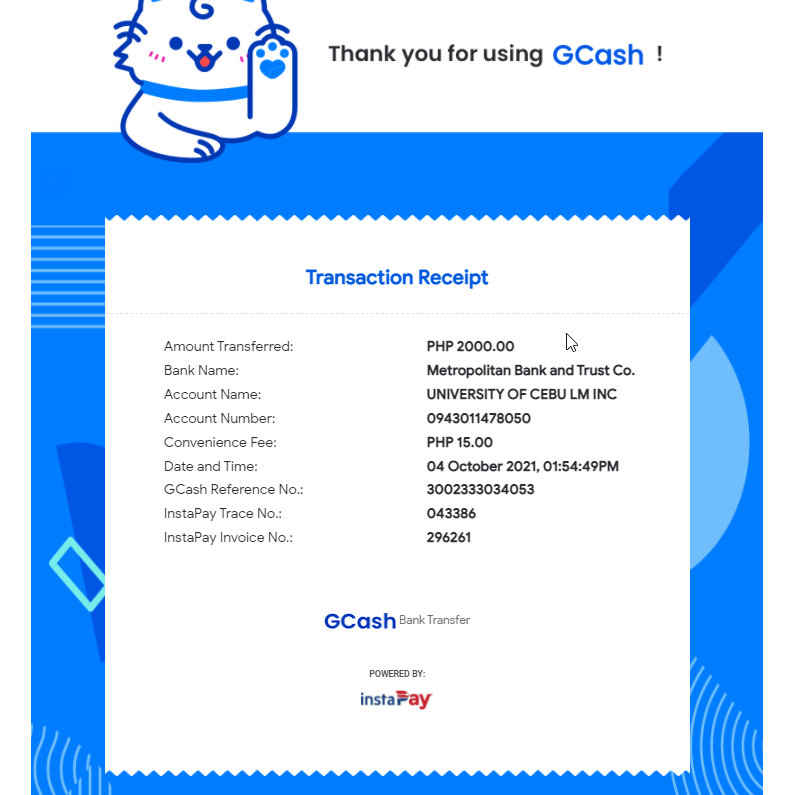 Thank you for using GCash !
Transaction Receipt
Amount Transferred: PHP 2000.00
Bank Name: Metropolitan Bank and Trust Co.
Account Name: UNIVERSITY OF CEBU LM INC
Account Number: 0943011478050
Convenience Fee: PHP 15.00
Date and Time: 04 October 2021, 01:54:49PM
GCash Reference No.: 3002333034053
InstaPay Trace No.: 043386
InstaPay Invoice No.: 296261
GCash Bank Transfer
POWERED BY:
instaPay